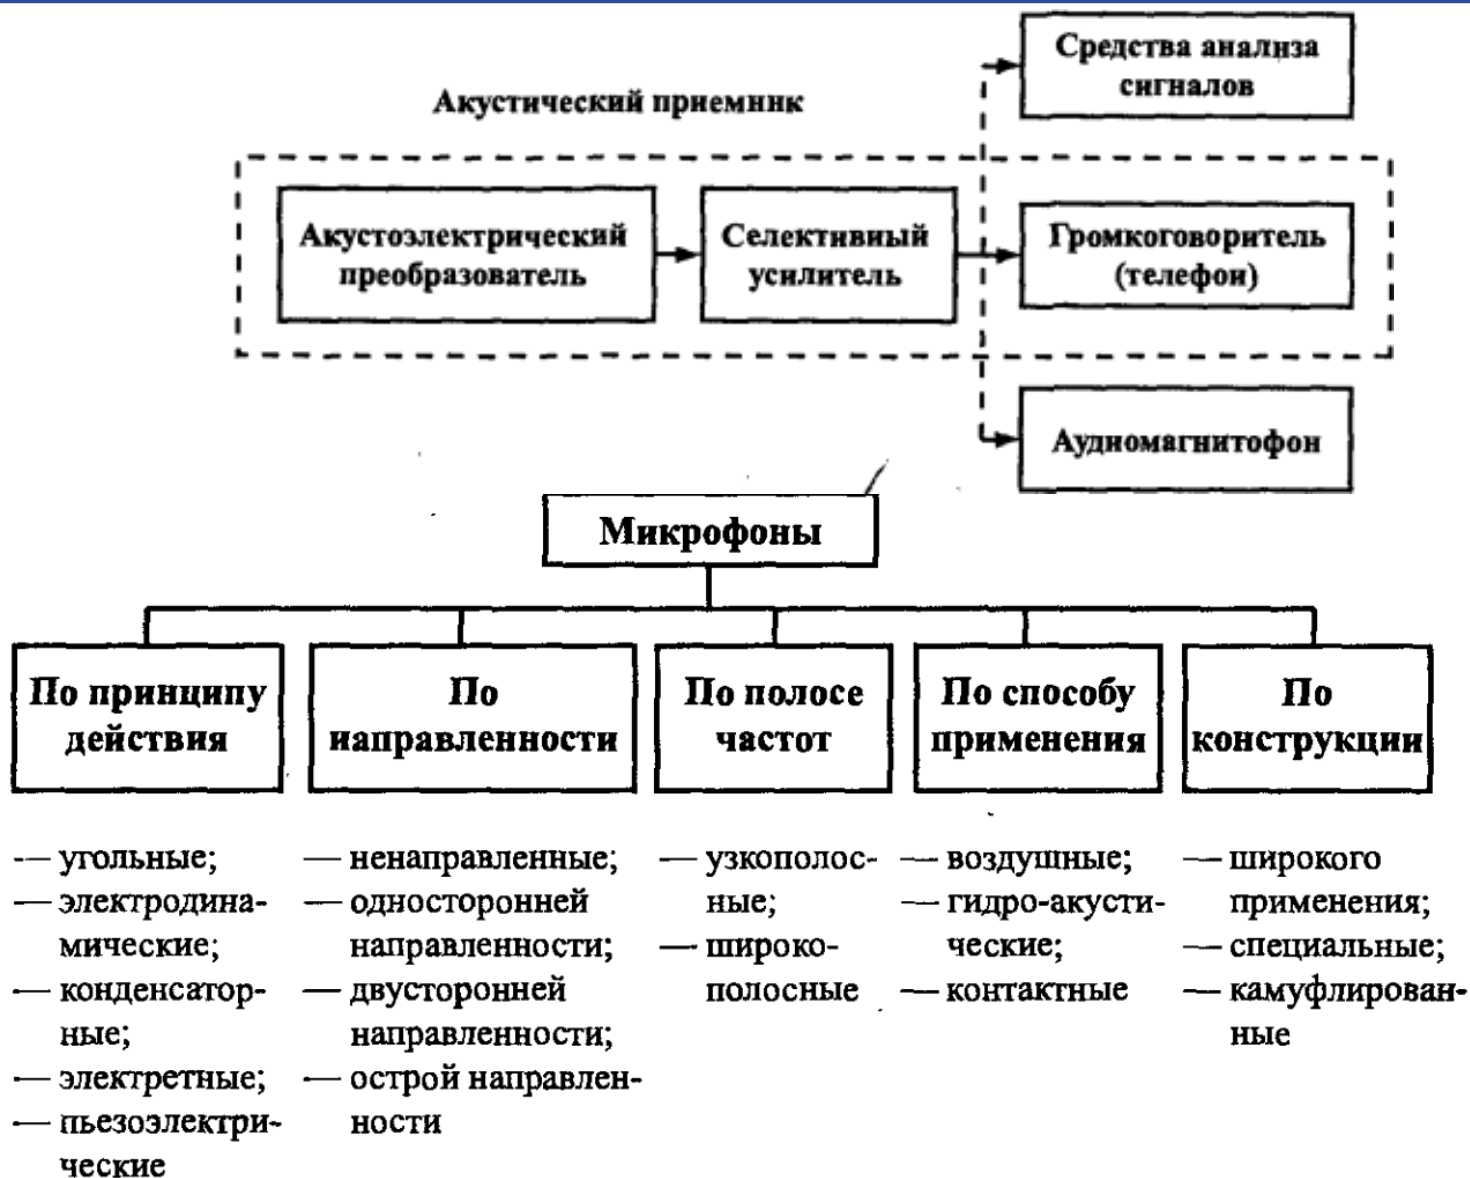 Средства анализа
сигналов
Акустический приемник
Акустоэлектрический
преобразователь
Селективный
усилитель
Громкоговоритель
(телефон)
Аудиомагнитофон
Микрофоны
По принципу
действия
По
направленности
По полосе
частот
По способу
применения
По
конструкции
— угольные;
— электродина-
мические;
— конденсатор-
ные;
— электретные;
— пьезоэлектри-
ческие
— ненаправленные;
— односторонней
направленности;
— двусторонней
направленности;
— острой направлен-
ности
— узкополос-
ные;
— широко-
полосные
— воздушные;
— гидро-акусти-
ческие;
— контактные
— широкого
применения;
— специальные;
— камуфлирован-
ные